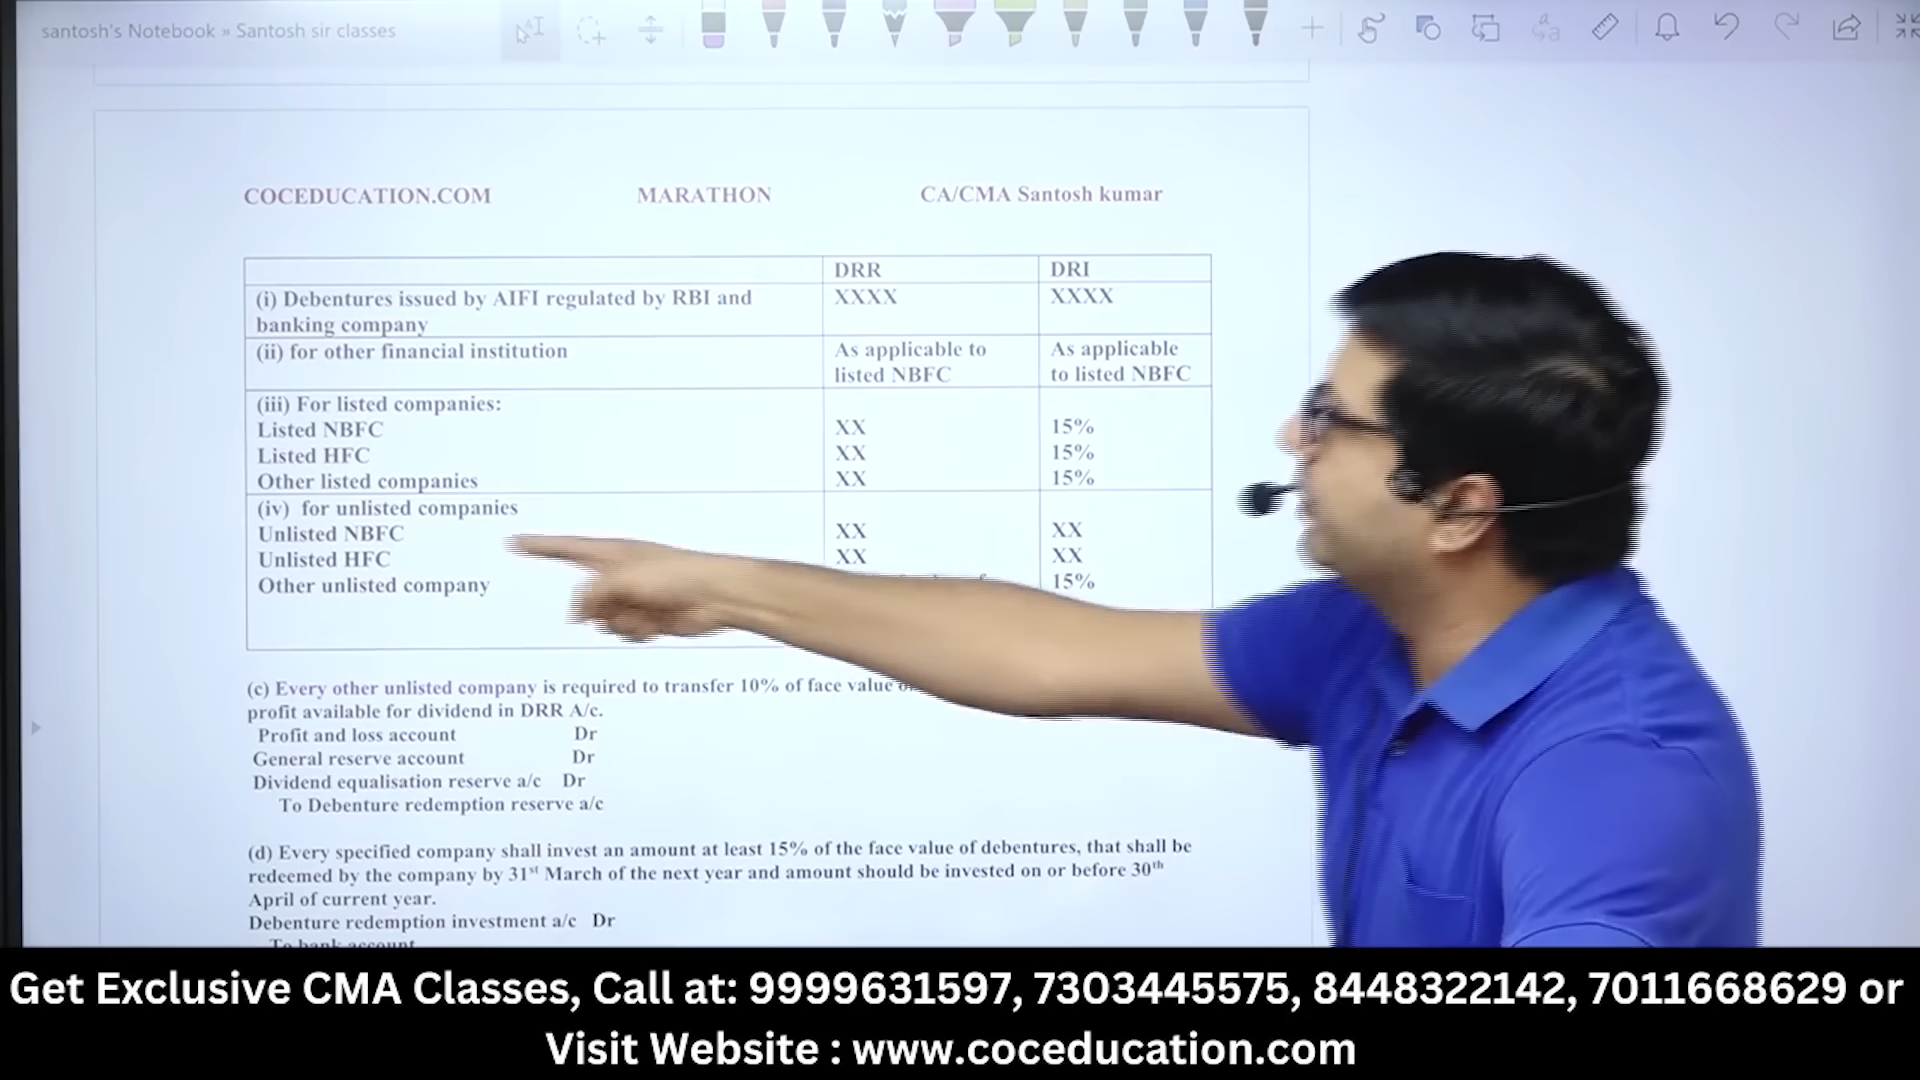 santosh's Notebook » Santosh sir classes
COCEDUCATION.COM MARATHON CA/CMA Santosh kumar
DRR DRI
(i) Debentures issued by AIFI regulated by RBI and banking company XXXX XXXX
(ii) for other financial institution As applicable to listed NBFC As applicable to listed NBFC
(iii) For listed companies:
Listed NBFC XX 15%
Listed HFC XX 15%
Other listed companies XX 15%
(iv) for unlisted companies
Unlisted NBFC XX XX
Unlisted HFC XX XX
Other unlisted company 15%
(c) Every other unlisted company is required to transfer 10% of face value
profit available for dividend in DRR A/c.
Profit and loss account Dr
General reserve account Dr
Dividend equalisation reserve a/c Dr
To Debenture redemption reserve a/c
(d) Every specified company shall invest an amount at least 15% of the face value of debentures, that shall be
redeemed by the company by 31st March of the next year and amount should be invested on or before 30th
April of current year.
Debenture redemption investment a/c Dr
To bank account
Get Exclusive CMA Classes, Call at: 9999631597, 7303445575, 8448322142, 7011668629 or
Visit Website : www.coceducation.com